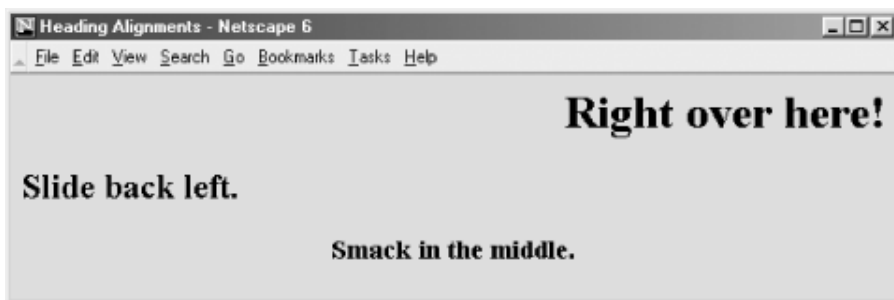 Heading Alignments - Netscape 6
File Edit View Search Go Bookmarks Tasks Help
Right over here!
Slide back left.
Smack in the middle.